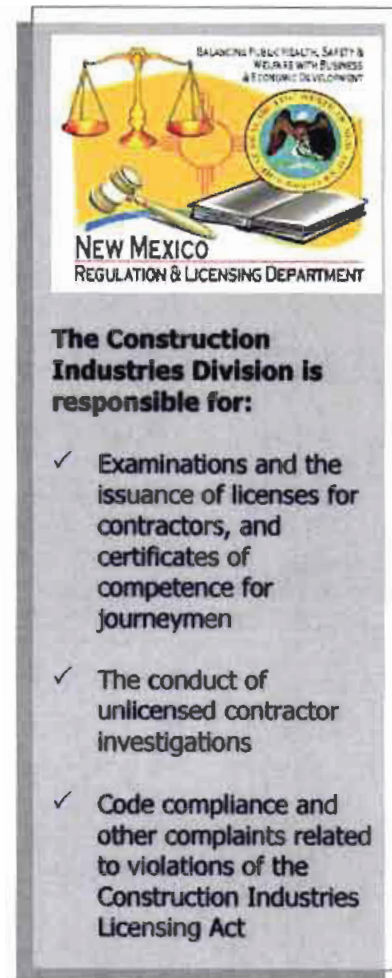 BALANCING PUBLIC HEALTH, SAFETY &
WELFARE WITH BUSINESS
& ECONOMIC DEVELOPMENT
NEW MEXICO
REGULATION & LICENSING DEPARTMENT
The Construction
Industries Division is
responsible for:
✓ Examinations and the
issuance of licenses for
contractors, and
certificates of
competence for
journeymen
✓ The conduct of
unlicensed contractor
investigations
✓ Code compliance and
other complaints related
to violations of the
Construction Industries
Licensing Act